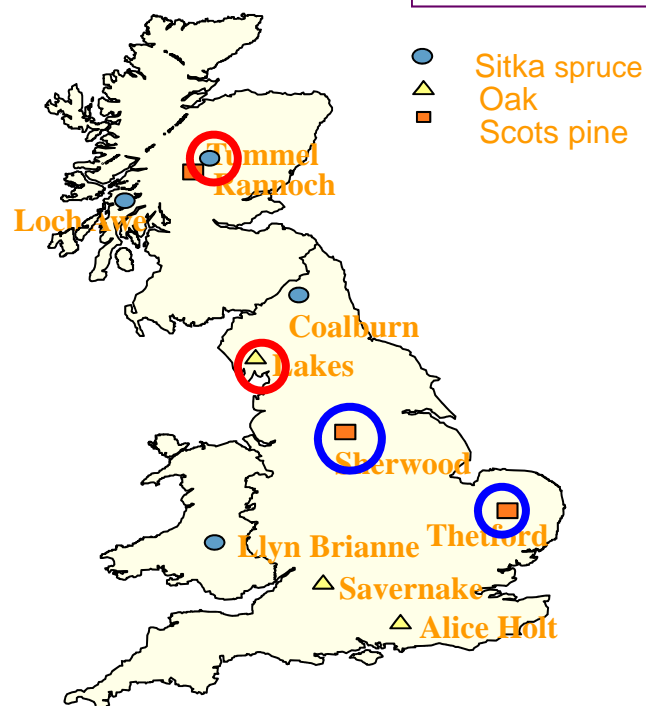 Sitka spruce
Oak
Scots pine
Tummel
Rannoch
Loch Awe
Coalburn
Lakes
Sherwood
Thetford
Llyn Brianne
Savernake
Alice Holt